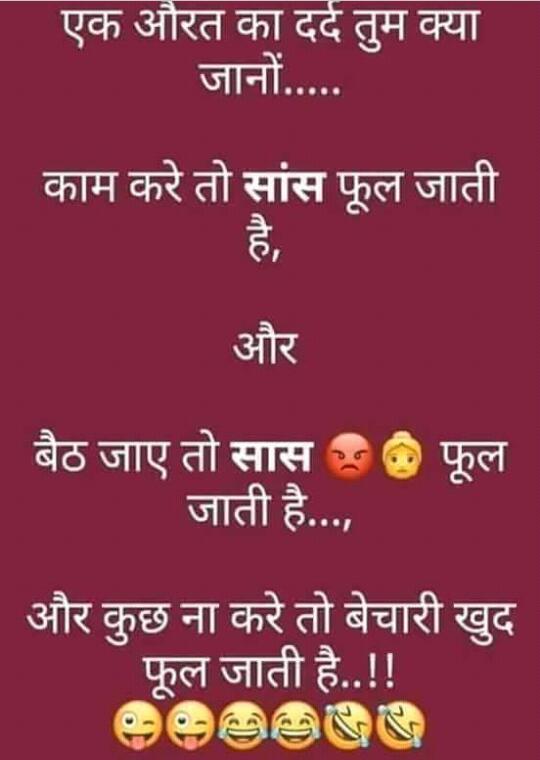 एक औरत का दर्द तुम क्या
जानों.....
काम करे तो सांस फूल जाती
है,
और
बैठ जाए तो सास 😡👵 फूल
जाती है...,
और कुछ ना करे तो बेचारी खुद
फूल जाती है..!!
😜😜😂😂🤣🤣